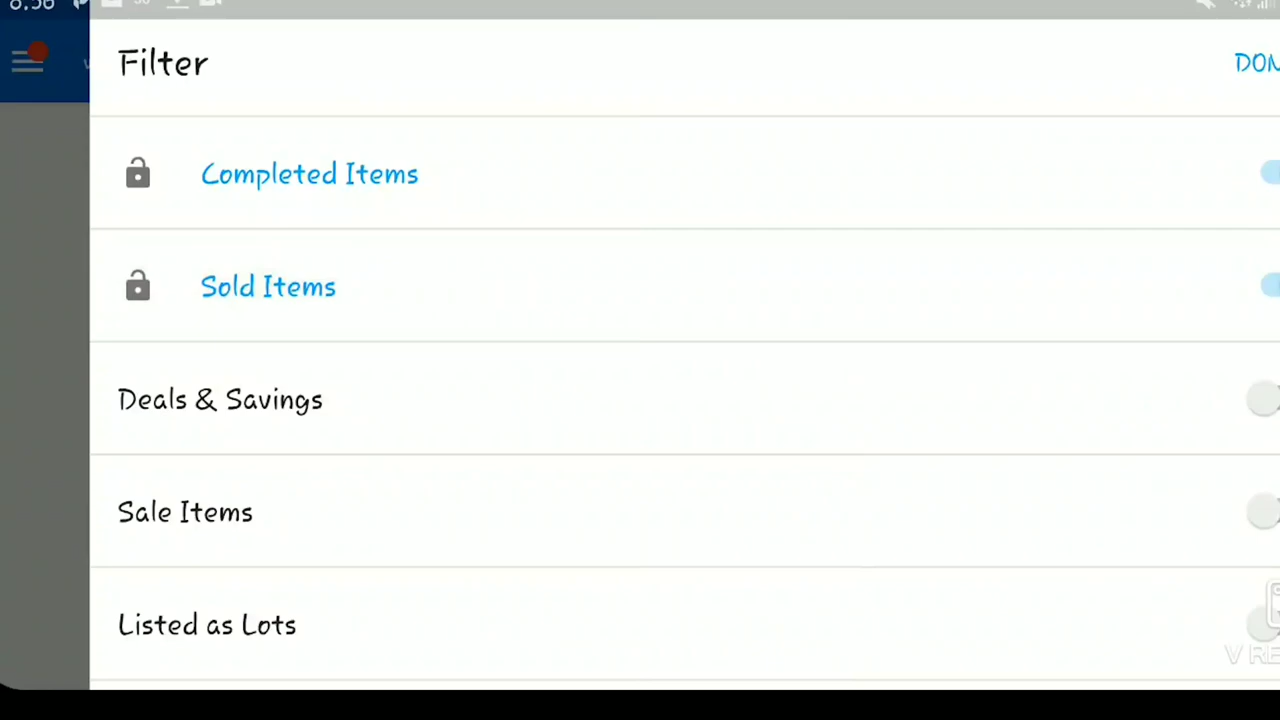 Filter
Completed Items
Sold Items
Deals & Savings
Sale Items
Listed as Lots